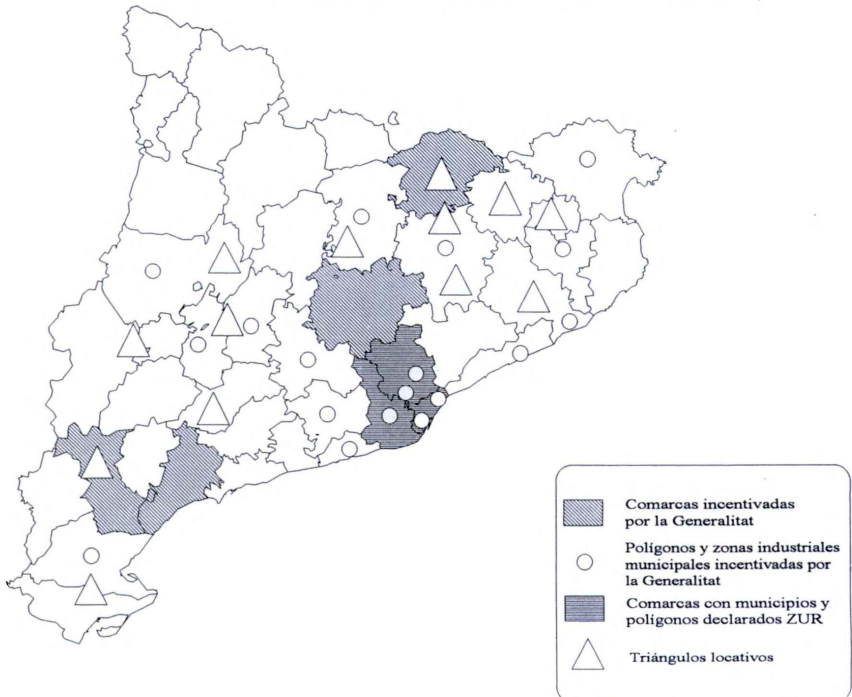 Comarcas incentivadas
por la Generalitat
Polígonos y zonas industriales
municipales incentivadas por
la Generalitat
Comarcas con municipios y
polígonos declarados ZUR
Triángulos locativos